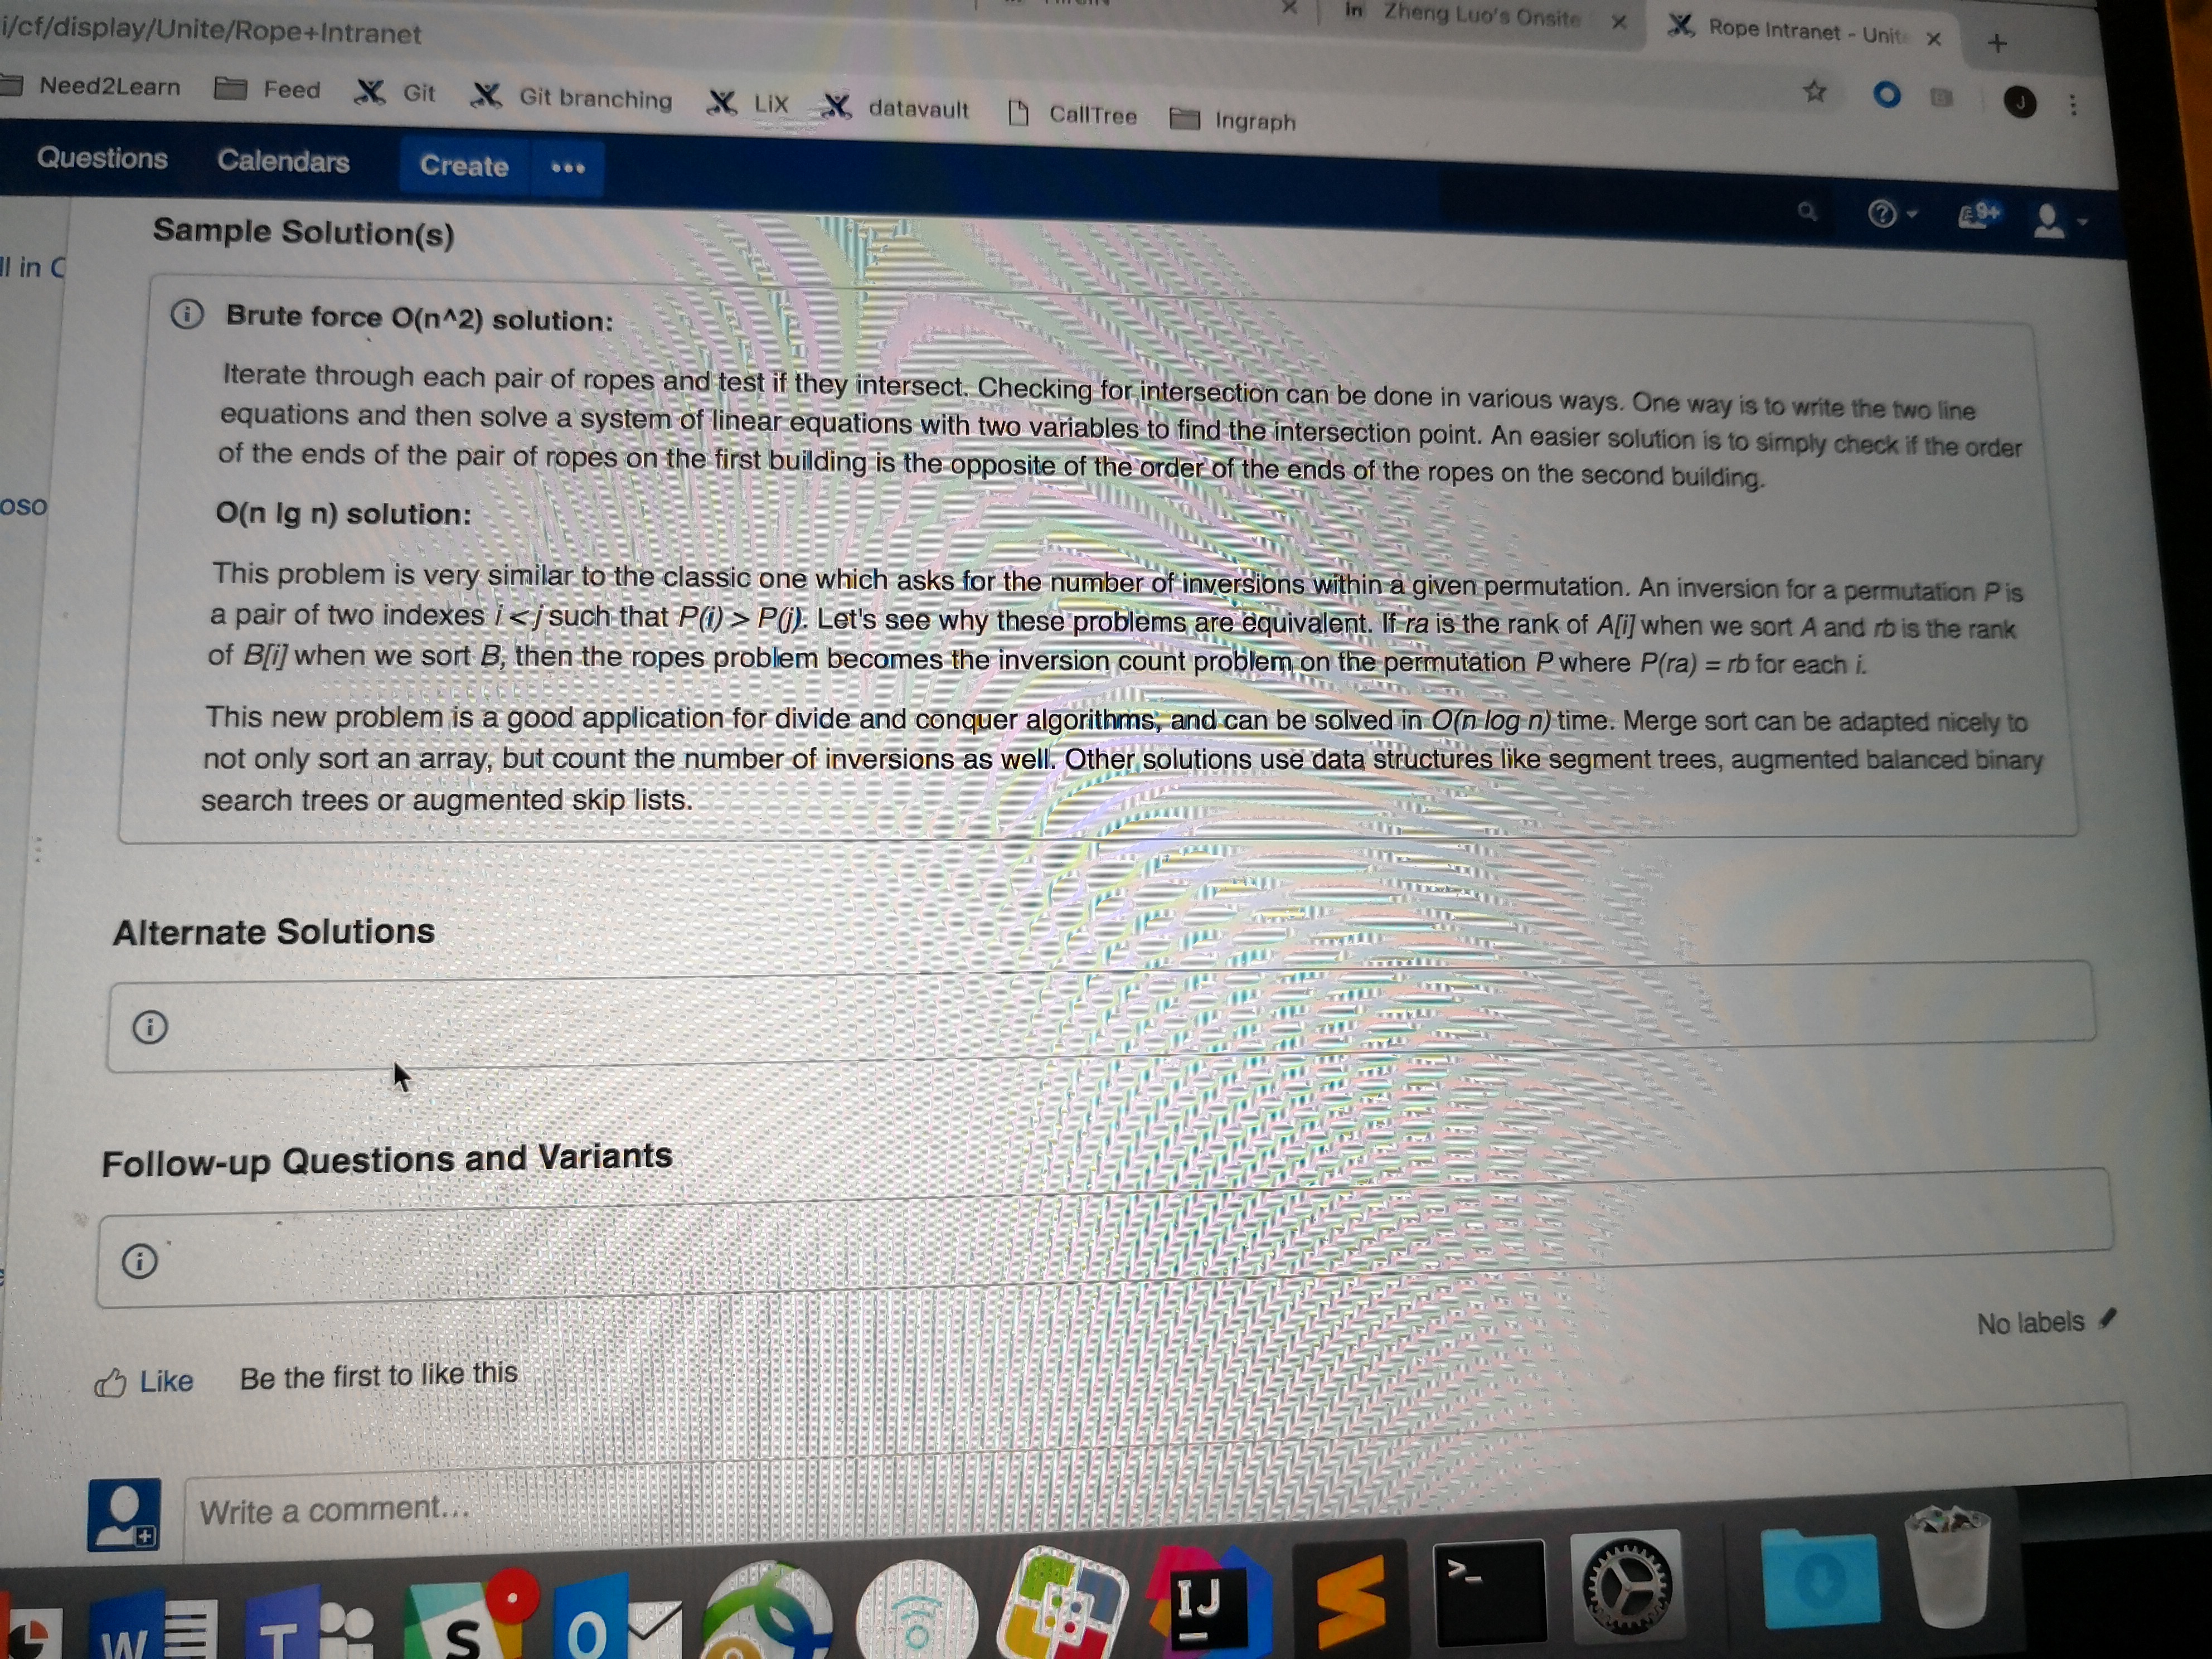 i/cf/display/Unite/Rope+Intranet
Zheng Luo's Onsite
Rope Intranet - Unite
Need2Learn Feed Git Git branching LiX datavault CallTree Ingraph
J
Questions Calendars Create •••
9+
Sample Solution(s)
ll in C
Brute force O(n^2) solution:
Iterate through each pair of ropes and test if they intersect. Checking for intersection can be done in various ways. One way is to write the two line
equations and then solve a system of linear equations with two variables to find the intersection point. An easier solution is to simply check if the order
of the ends of the pair of ropes on the first building is the opposite of the order of the ends of the ropes on the second building.
oso
O(n lg n) solution:
This problem is very similar to the classic one which asks for the number of inversions within a given permutation. An inversion for a permutation P is
a pair of two indexes i < j such that P(i) > P(j). Let's see why these problems are equivalent. If ra is the rank of A[i] when we sort A and rb is the rank
of B[i] when we sort B, then the ropes problem becomes the inversion count problem on the permutation P where P(ra) = rb for each i.
This new problem is a good application for divide and conquer algorithms, and can be solved in O(n log n) time. Merge sort can be adapted nicely to
not only sort an array, but count the number of inversions as well. Other solutions use data structures like segment trees, augmented balanced binary
search trees or augmented skip lists.
Alternate Solutions
Follow-up Questions and Variants
No labels
Like Be the first to like this
Write a comment...
W T S O IJ >_